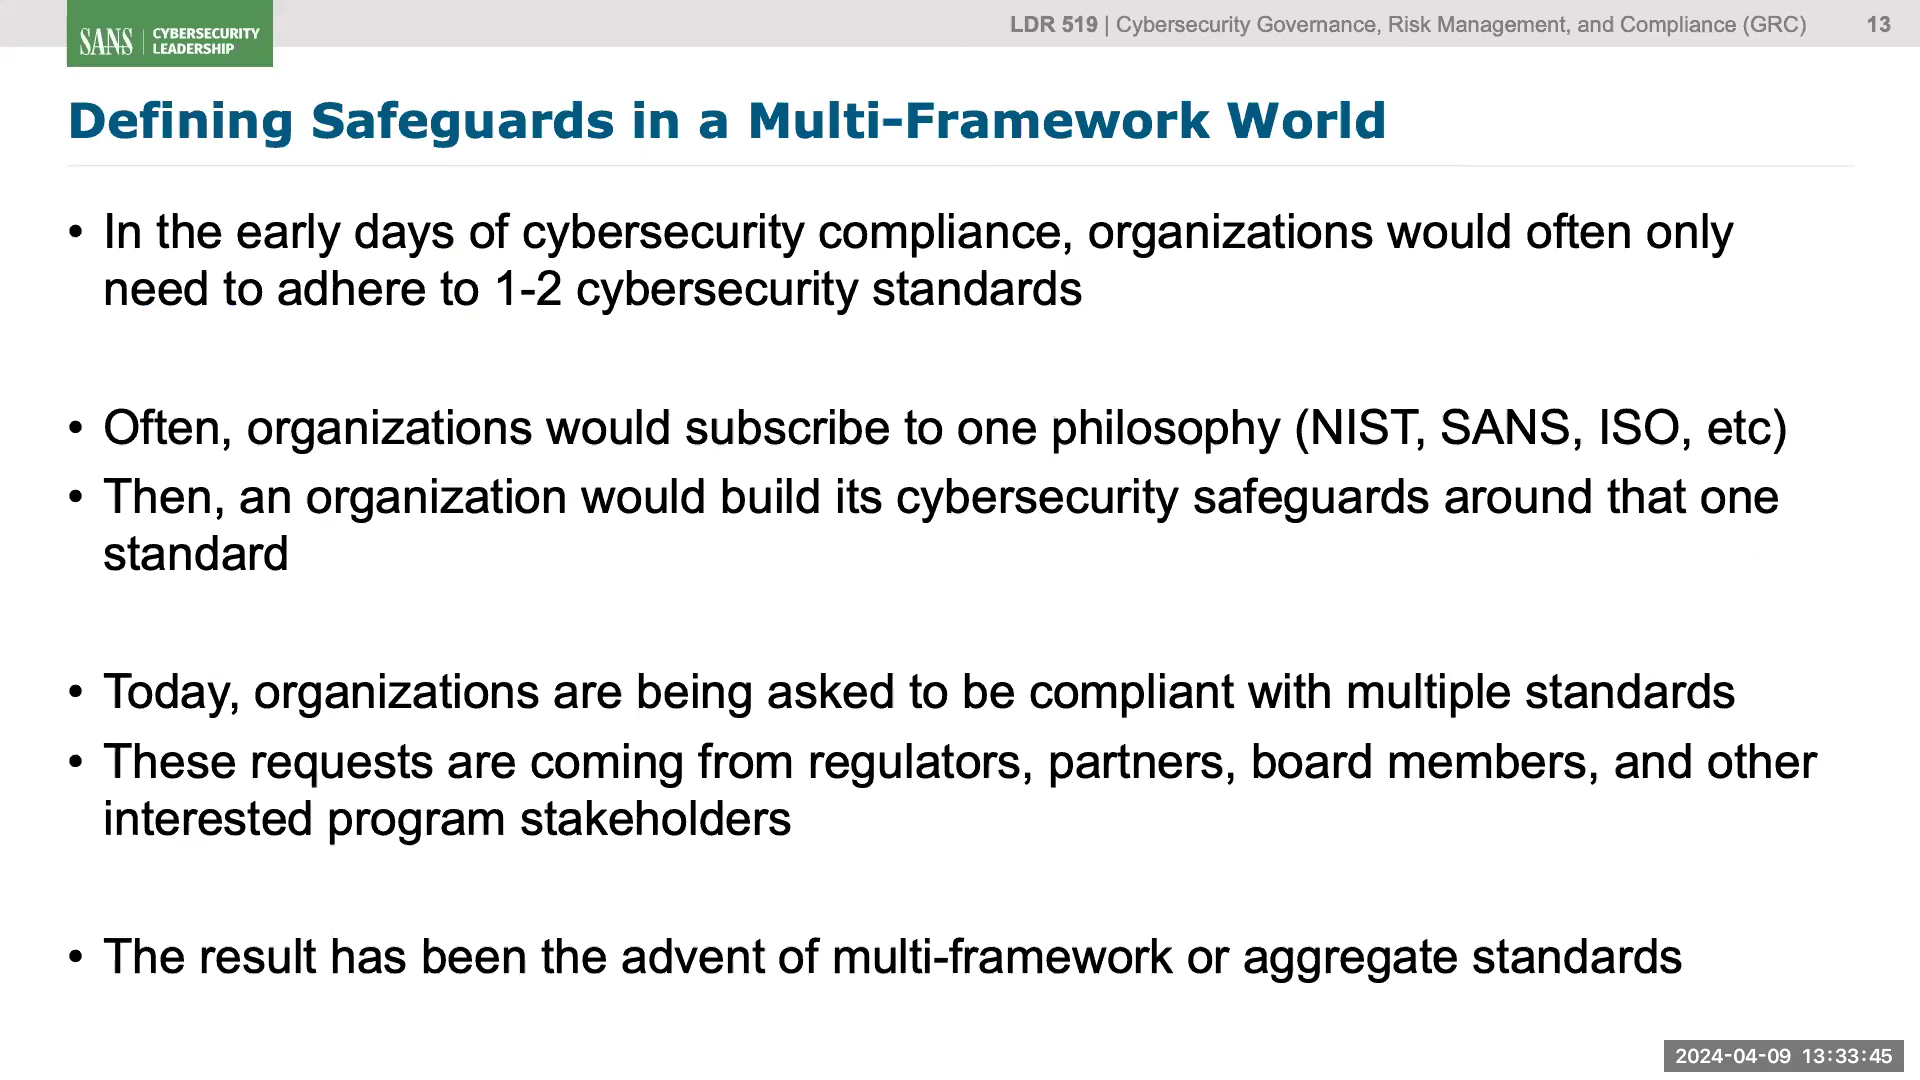 SANS | CYBERSECURITY
LEADERSHIP
LDR 519 | Cybersecurity Governance, Risk Management, and Compliance (GRC) 13
Defining Safeguards in a Multi-Framework World
• In the early days of cybersecurity compliance, organizations would often only
need to adhere to 1-2 cybersecurity standards
• Often, organizations would subscribe to one philosophy (NIST, SANS, ISO, etc)
• Then, an organization would build its cybersecurity safeguards around that one
standard
• Today, organizations are being asked to be compliant with multiple standards
• These requests are coming from regulators, partners, board members, and other
interested program stakeholders
• The result has been the advent of multi-framework or aggregate standards
2024-04-09 13:33:45